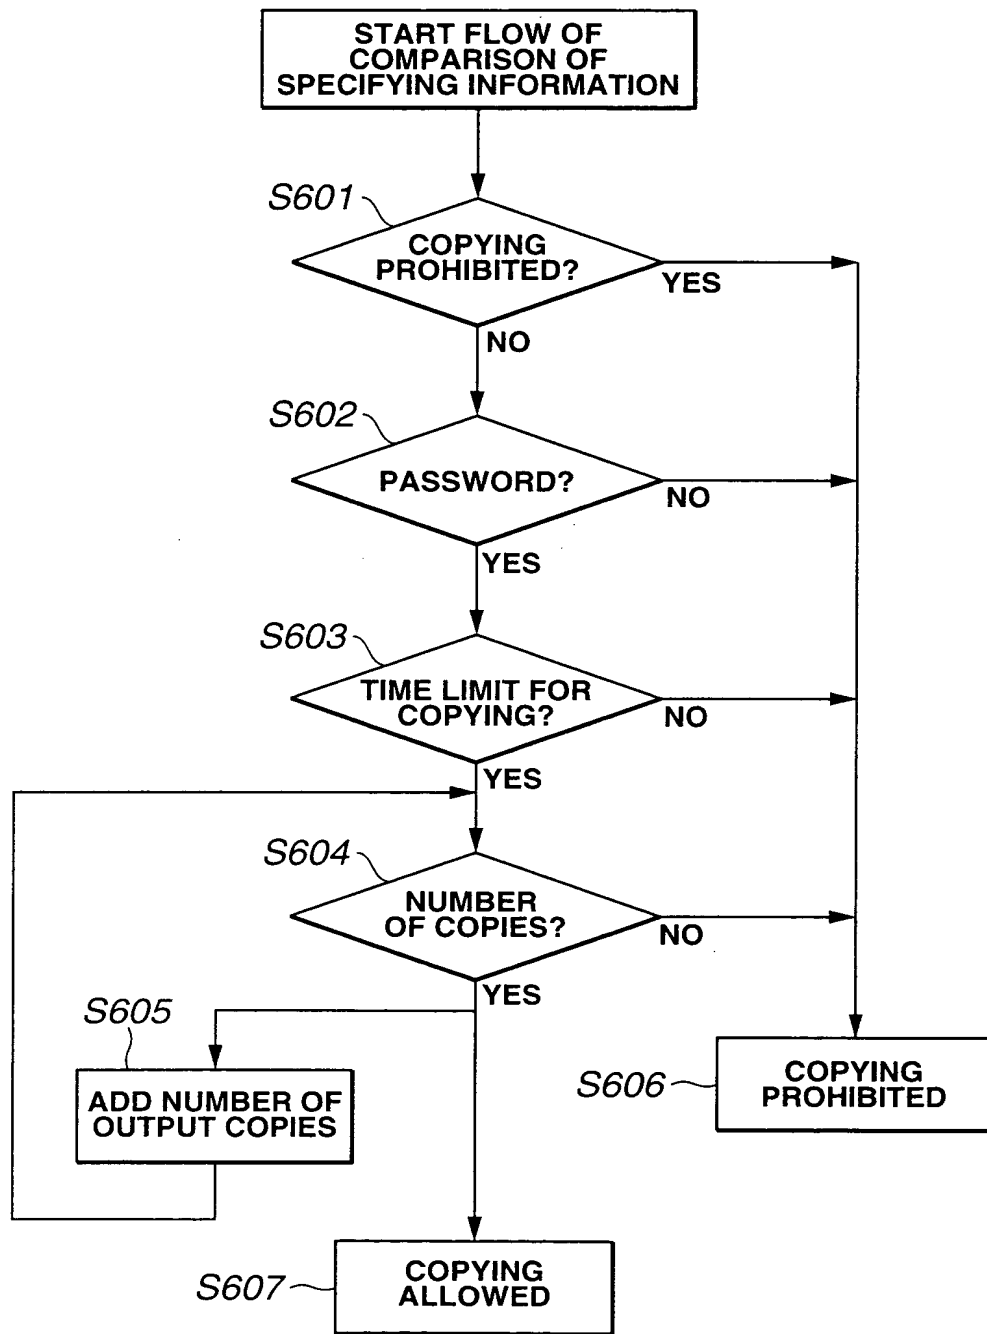 START FLOW OF
COMPARISON OF
SPECIFYING INFORMATION
S601
COPYING
PROHIBITED?
YES
NO
S602
PASSWORD?
NO
YES
S603
TIME LIMIT FOR
COPYING?
NO
YES
S604
NUMBER
OF COPIES?
NO
YES
S605
ADD NUMBER OF
OUTPUT COPIES
S606
COPYING
PROHIBITED
S607
COPYING
ALLOWED